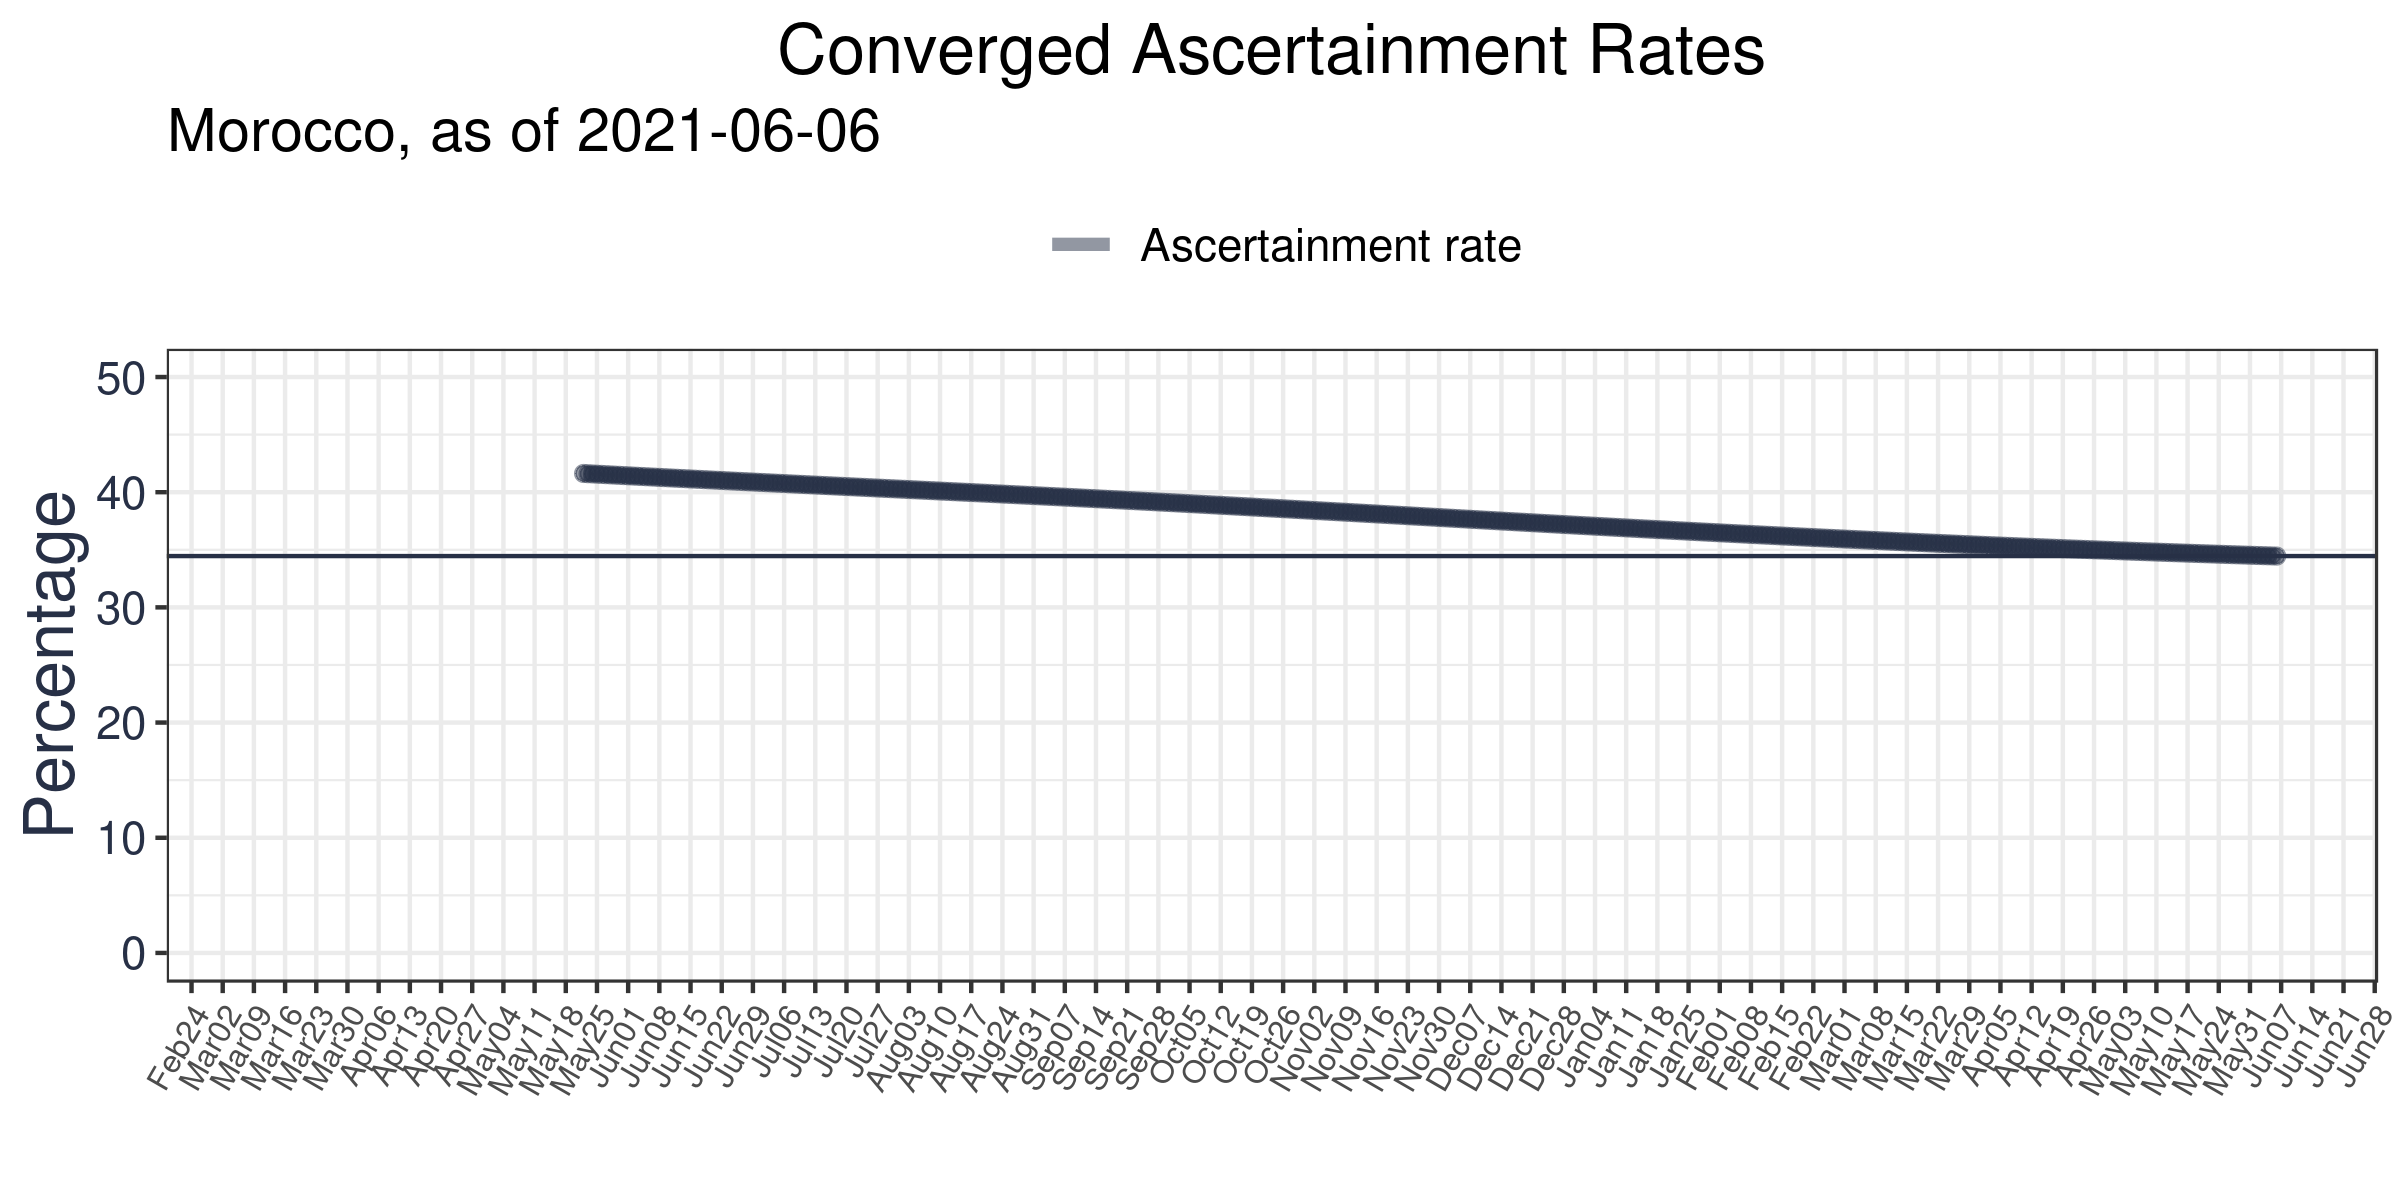 Converged Ascertainment Rates
Morocco, as of 2021-06-06
Ascertainment rate
Percentage
50
40
30
20
10
0
Feb24
Mar02
Mar09
Mar16
Mar23
Mar30
Apr06
Apr13
Apr20
Apr27
May04
May11
May18
May25
Jun01
Jun08
Jun15
Jun22
Jun29
Jul06
Jul13
Jul20
Jul27
Aug03
Aug10
Aug17
Aug24
Aug31
Sep07
Sep14
Sep21
Sep28
Oct05
Oct12
Oct19
Oct26
Nov02
Nov09
Nov16
Nov23
Nov30
Dec07
Dec14
Dec21
Dec28
Jan04
Jan11
Jan18
Jan25
Feb01
Feb08
Feb15
Feb22
Mar01
Mar08
Mar15
Mar22
Mar29
Apr05
Apr12
Apr19
Apr26
May03
May10
May17
May24
May31
May07
Jun14
Jun21
Jun28